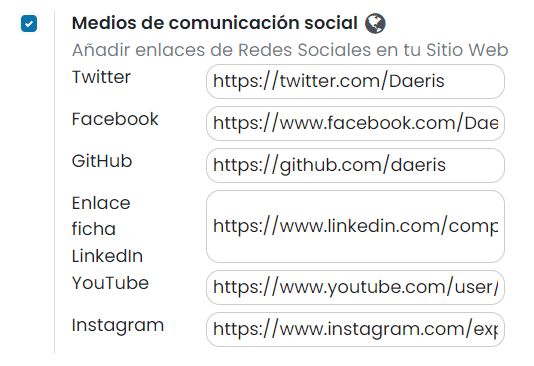 Medios de comunicación social
Añadir enlaces de Redes Sociales en tu Sitio Web
Twitter
https://twitter.com/Daeris
Facebook
https://www.facebook.com/Dae
GitHub
https://github.com/daeris
Enlace
ficha
LinkedIn
https://www.linkedin.com/comp
YouTube
https://www.youtube.com/user/
Instagram
https://www.instagram.com/exp